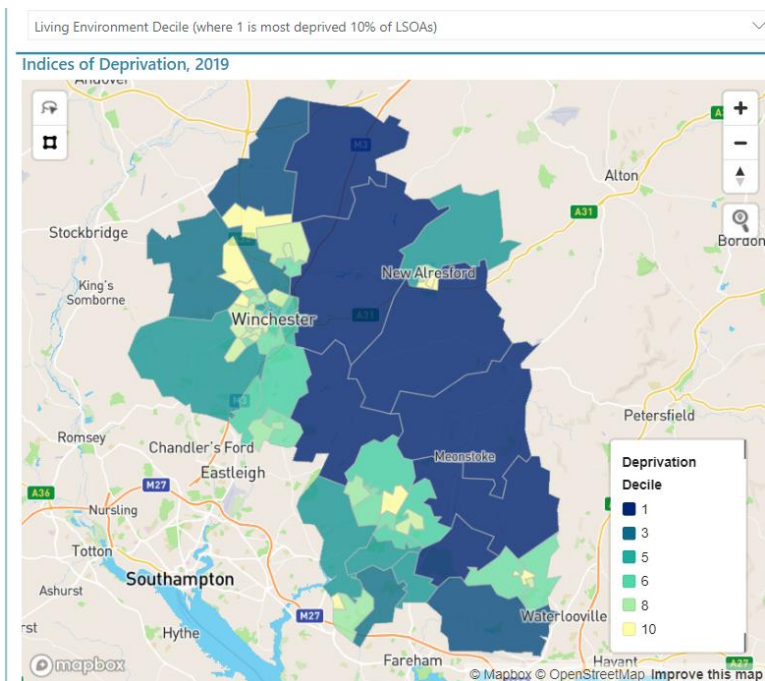 Living Environment Decile (where 1 is most deprived 10% of LSOAs)
Indices of Deprivation, 2019
Andover
M3
Alton
A31
Stockbridge
Bordon
New Alresford
King's
Somborne
Winchester
A31
M3
Petersfield
Romsey
Chandler's Ford
Meonstoke
Eastleigh
A36
M27
Nursling
Totton
Southampton
Ashurst
M27
Waterlooville
Hythe
Fareham
Havant
A27
Deprivation
Decile
1
3
5
6
8
10
mapbox
© Mapbox © OpenStreetMap Improve this map